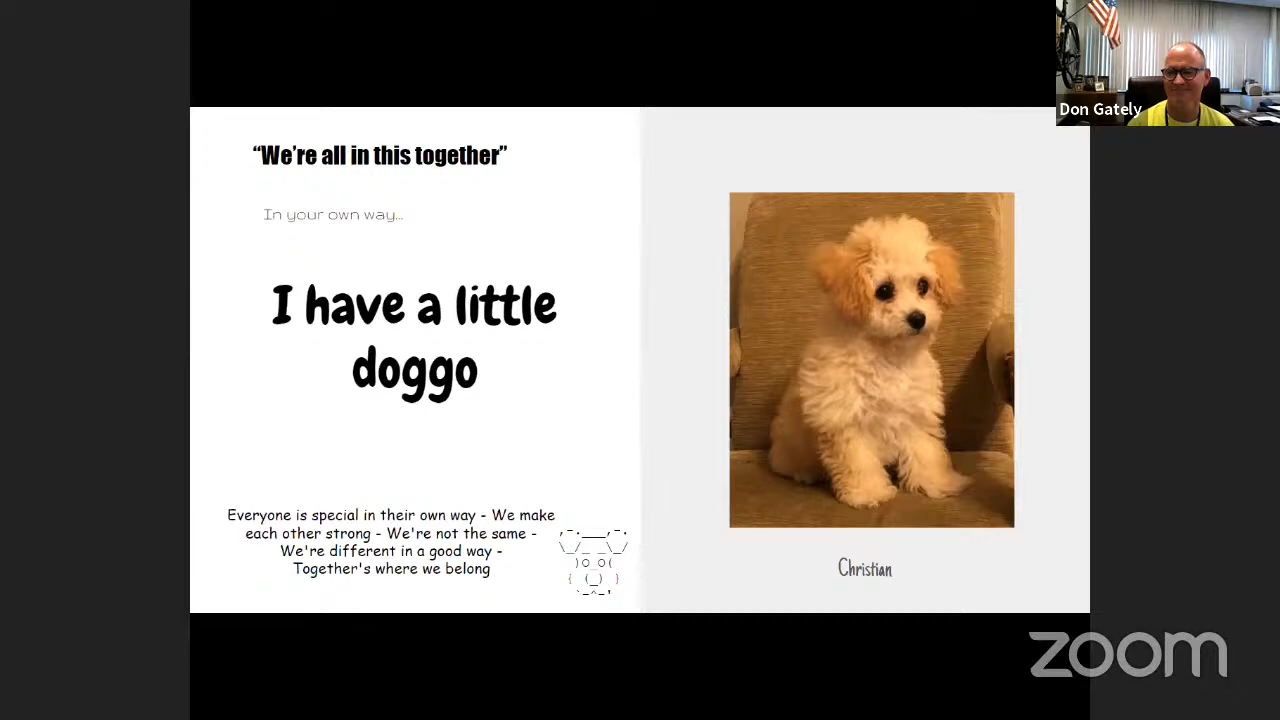 Don Gately
“We’re all in this together”
In your own way...
I have a little
doggo
Everyone is special in their own way - We make
each other strong - We're not the same -
We're different in a good way -
Together's where we belong
Christian
zoom